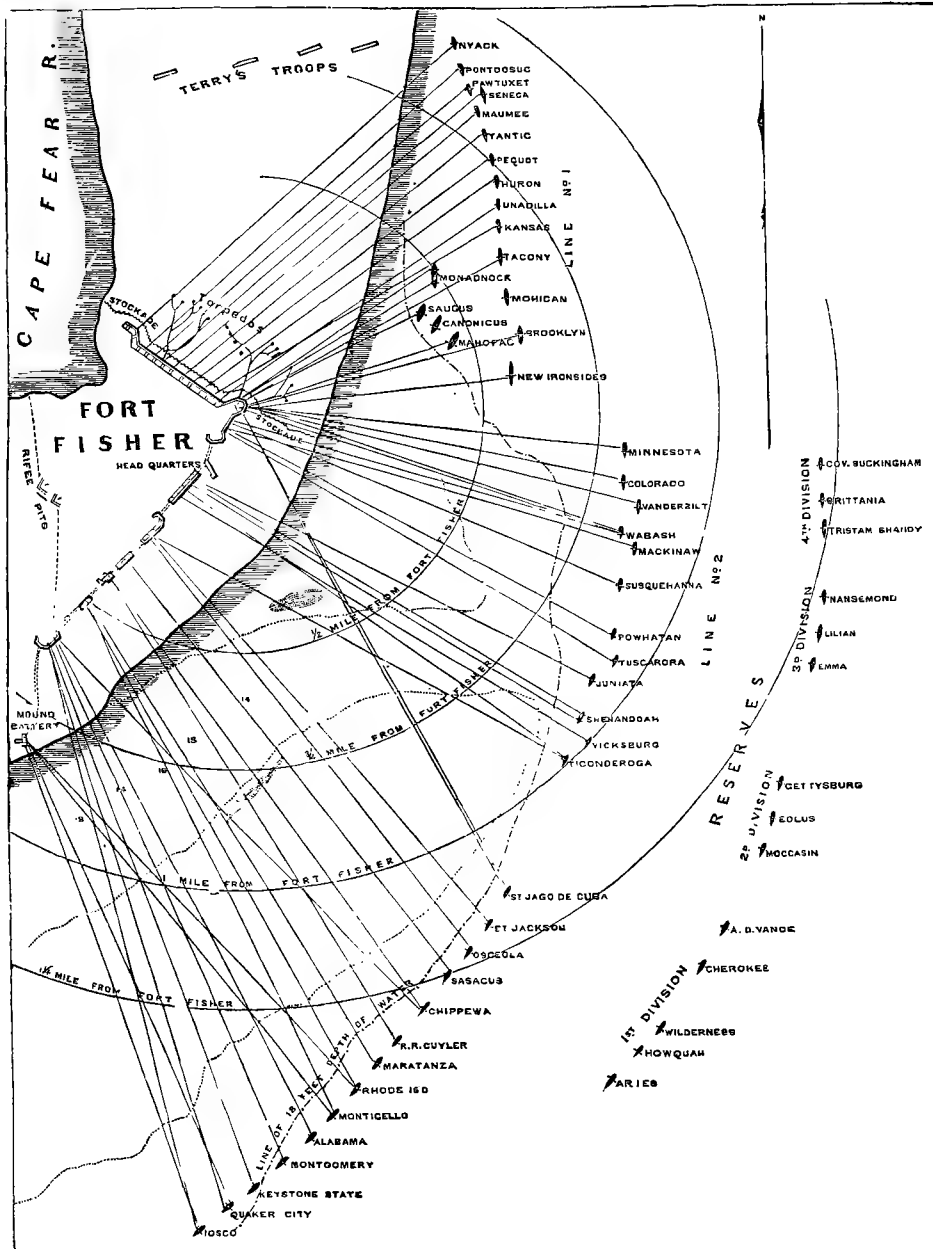 N
CAPE FEAR R.
TERRY'S TROOPS
NYACK
PONTOOSUC
PAWTUXET
SENECA
MAUMEE
YANTIC
PEQUOT
HURON
UNADILLA
KANSAS
TACONY
LINE No 1
MONADNOCK
MOHICAN
SAUGUS
CANONICUS
BROOKLYN
MAHOPAC
NEW IRONSIDES
STOCKADE
Torpedos
FORT
FISHER
STOCKADE
HEAD QUARTERS
RIFLE PITS
MOUND
BATTERY
MINNESOTA
COLORADO
VANDERBILT
WABASH
MACKINAW
SUSQUEHANNA
POWHATAN
TUSCARORA
JUNIATA
SHENANDOAH
VICKSBURG
TICONDEROGA
LINE No 2
4TH DIVISION
GOV. BUCKINGHAM
BRITTANIA
TRISTAM SHANDY
3D DIVISION
NANSEMOND
LILIAN
EMMA
RESERVES
2D DIVISION
GETTYSBURG
EOLUS
MOCCASIN
1ST DIVISION
A. D. VANCE
CHEROKEE
WILDERNESS
HOWQUAH
ARIES
1/2 MILE FROM FORT FISHER
3/4 MILE FROM FORT FISHER
1 MILE FROM FORT FISHER
1 1/4 MILE FROM FORT FISHER
14
15
16
ST JAGO DE CUBA
FT JACKSON
OSCEOLA
SASACUS
CHIPPEWA
R.R. CUYLER
MARATANZA
RHODE ISD
MONTICELLO
ALABAMA
MONTGOMERY
KEYSTONE STATE
QUAKER CITY
IOSCO
LINE OF 18 FEET DEPTH OF WATER